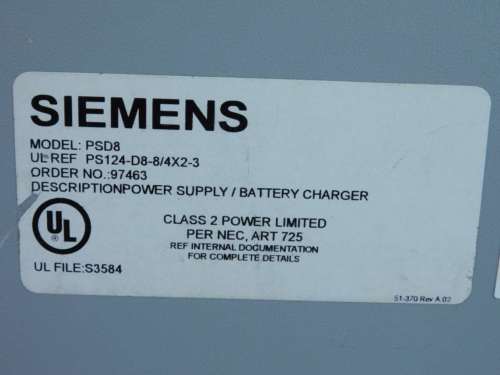 SIEMENS
MODEL: PSD8
UL REF PS124-D8-8/4X2-3
ORDER NO.:97463
DESCRIPTIONPOWER SUPPLY / BATTERY CHARGER
UL
CLASS 2 POWER LIMITED
PER NEC, ART 725
REF INTERNAL DOCUMENTATION
FOR COMPLETE DETAILS
UL FILE:S3584
51-370 Rev A.02